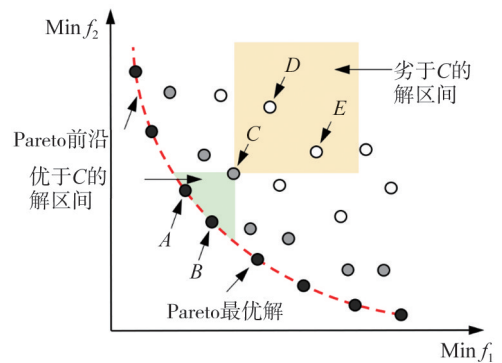 Min f₂
D
劣于C的
解区间
C
E
Pareto前沿
优于C的
解区间
A
B
Pareto最优解
Min f₁